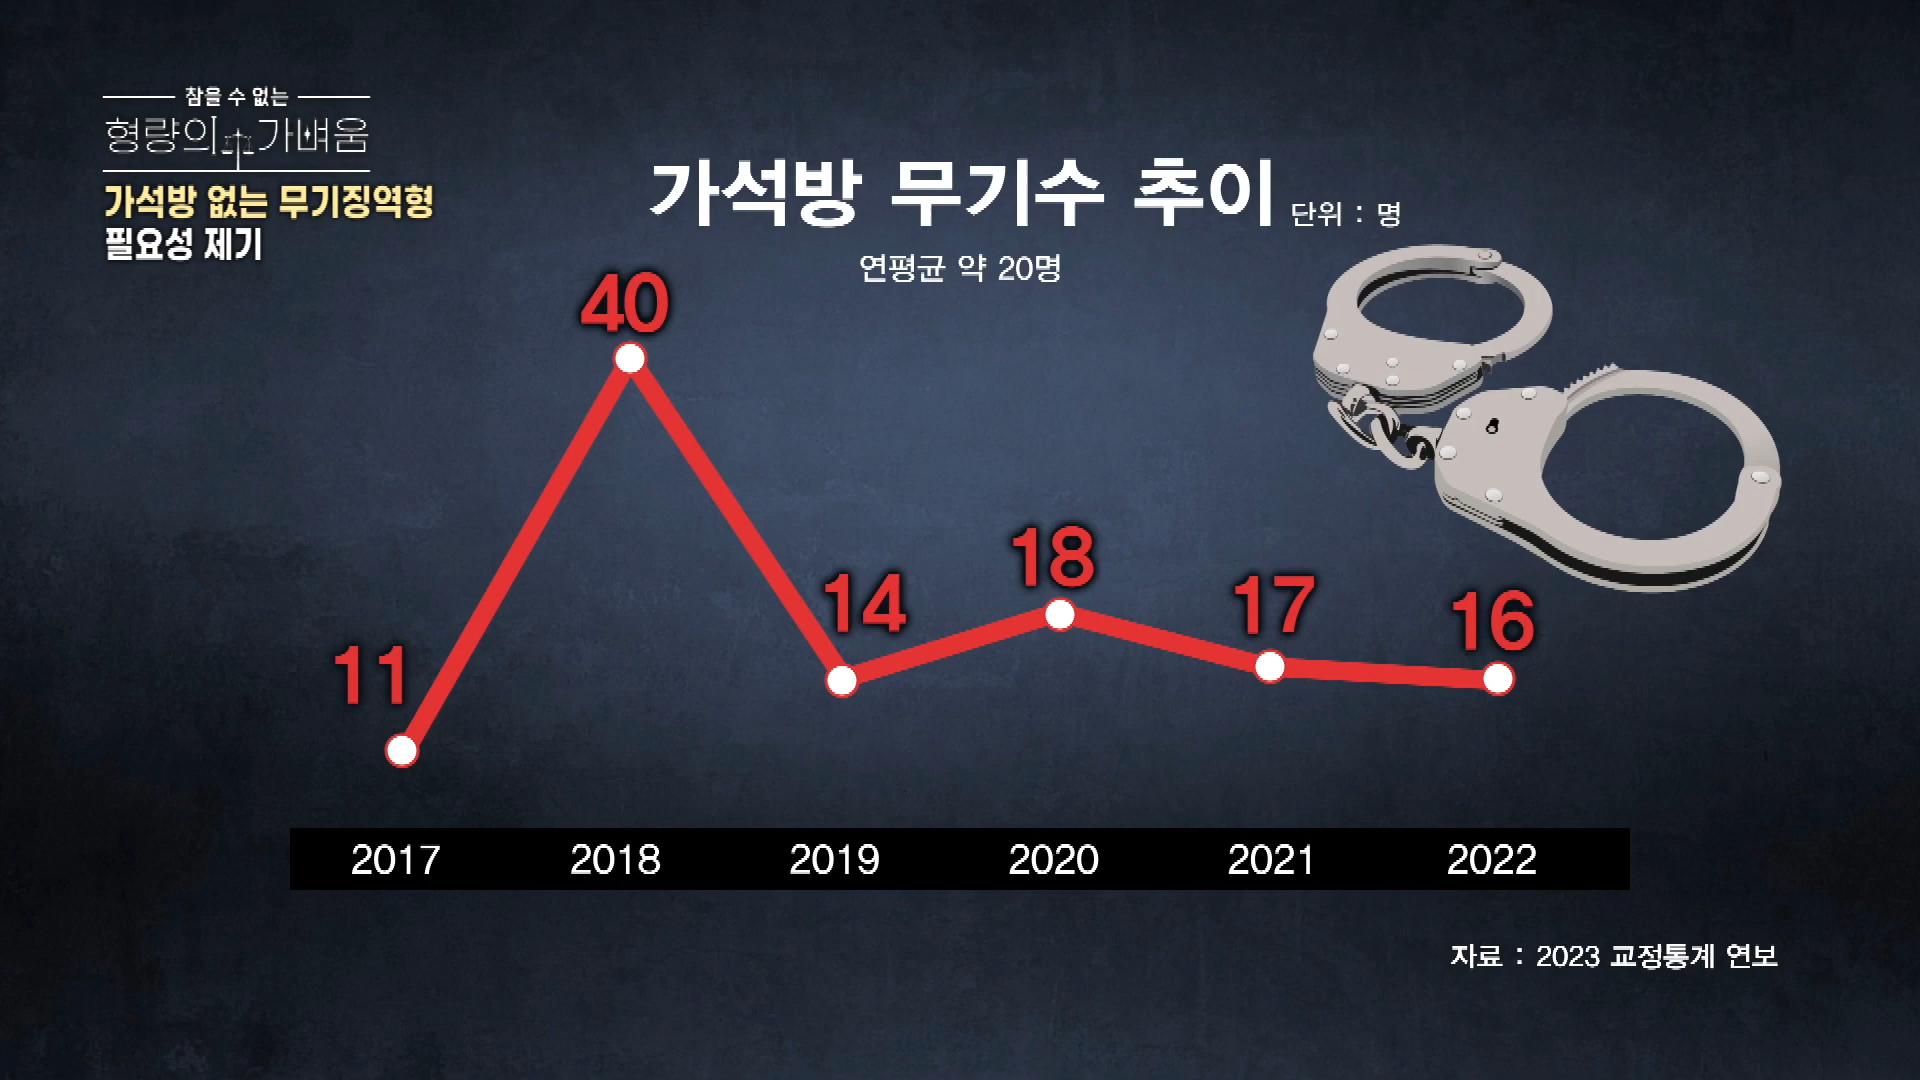 참을 수 없는
형량의 가벼움
가석방 없는 무기징역형
필요성 제기
가석방 무기수 추이 단위 : 명
연평균 약 20명
40
18
14
17
16
11
2017 2018 2019 2020 2021 2022
자료 : 2023 교정통계 연보